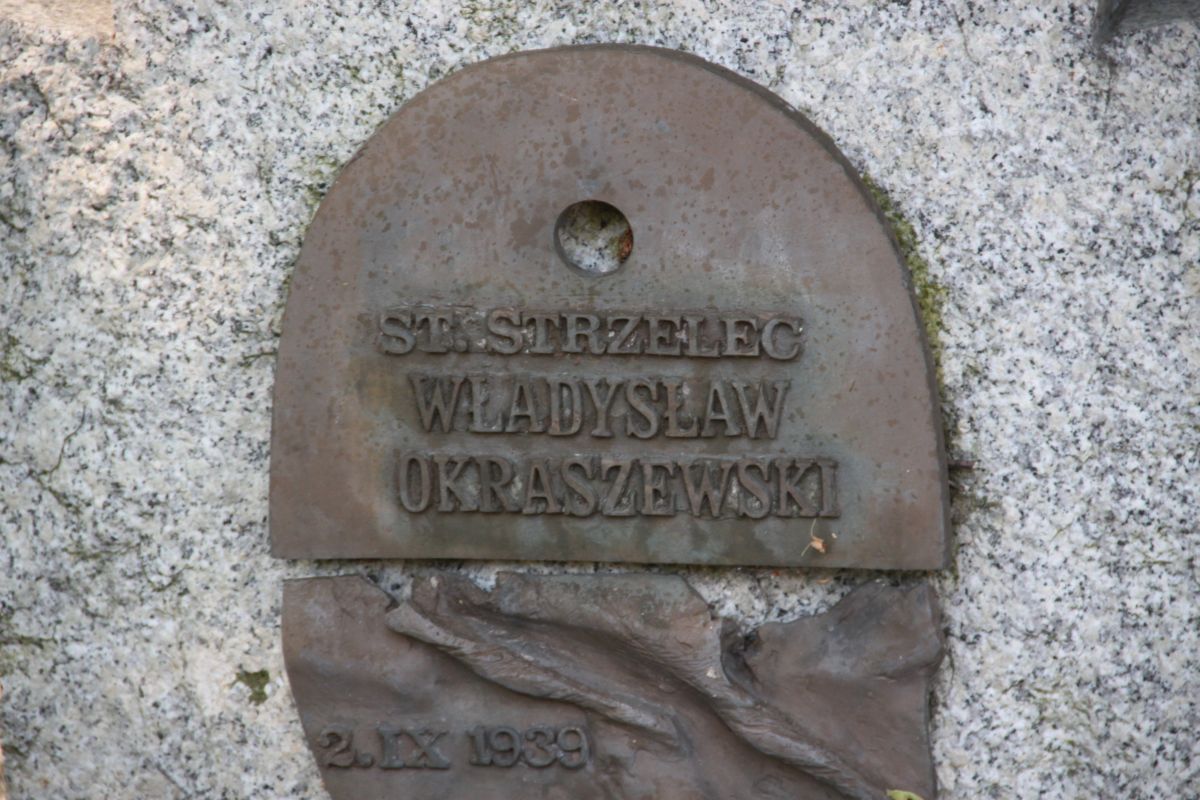 ST. STRZELEC
WŁADYSŁAW
OKRASZEWSKI
2.IX 1939